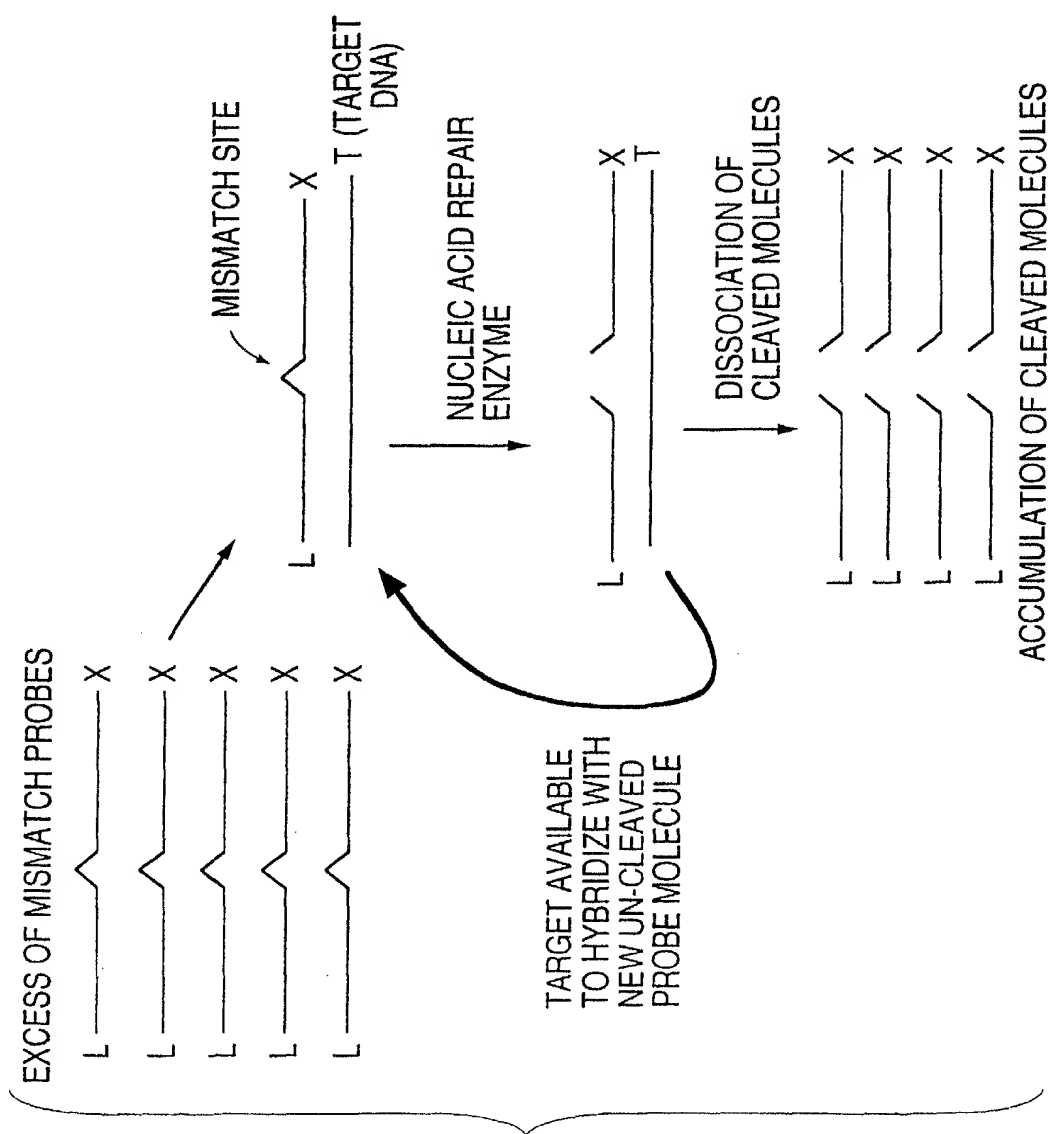 EXCESS OF MISMATCH PROBES
L X
L X
L X
L X
L X
MISMATCH SITE
L X
T (TARGET
DNA)
NUCLEIC ACID REPAIR
ENZYME
L X
T
TARGET AVAILABLE
TO HYBRIDIZE WITH
NEW UN-CLEAVED
PROBE MOLECULE
DISSOCIATION OF
CLEAVED MOLECULES
L X
L X
L X
L X
ACCUMULATION OF CLEAVED MOLECULES